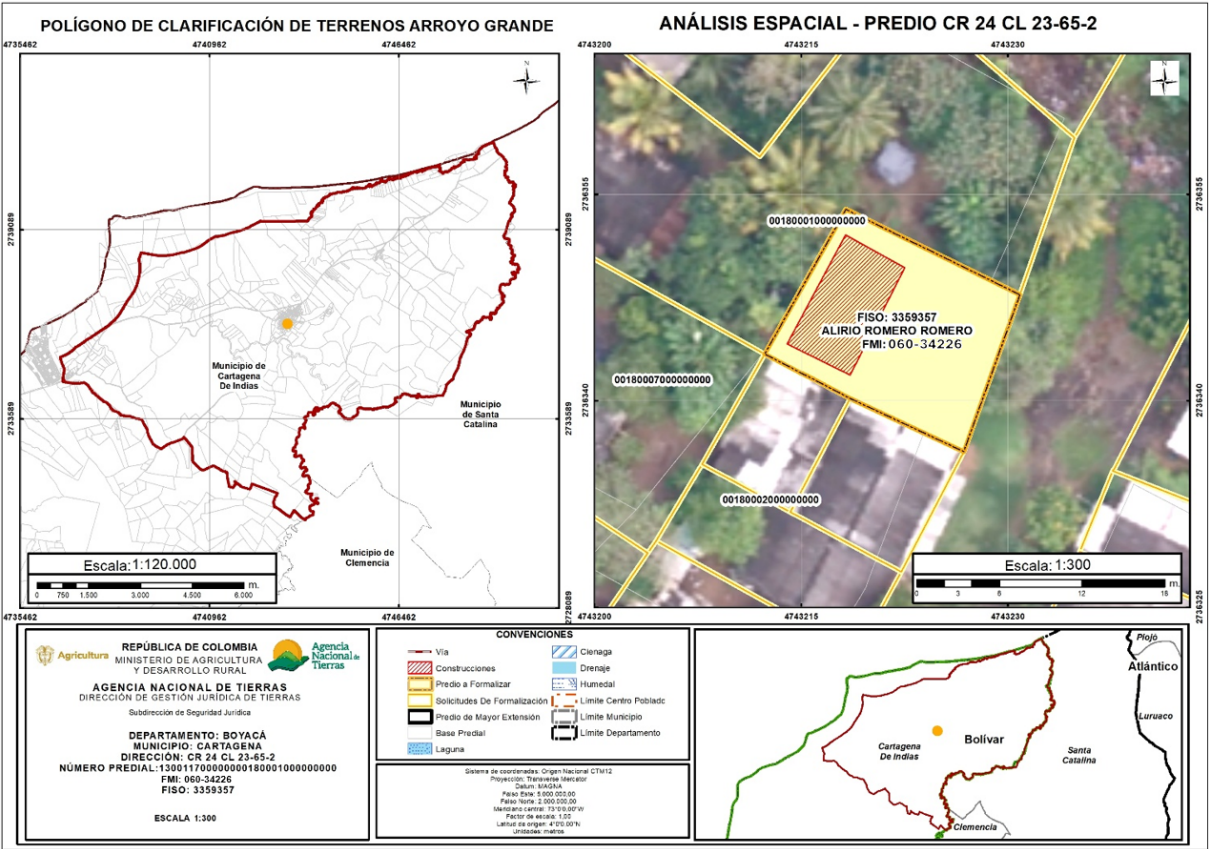 POLÍGONO DE CLARIFICACIÓN DE TERRENOS ARROYO GRANDE
4735462
4740962
4746462
N
2739089
2739089
2733589
2733589
Municipio de
Cartagena
De Indias
Municipio
de Santa
Catalina
Municipio de
Clemencia
Escala:1:120.000
0 750 1.500 3.000 4.500 6.000 m.
2728089
4735462
4740962
4746462
ANÁLISIS ESPACIAL - PREDIO CR 24 CL 23-65-2
4743200
4743215
4743230
N
2736355
2736355
2736340
2736340
00180001000000000
FISO: 3359357
ALIRIO ROMERO ROMERO
FMI: 060-34226
00180007000000000
00180002000000000
Escala: 1:300
0 3 6 12 18 m.
2736325
4743200
4743215
4743230
Agricultura
REPÚBLICA DE COLOMBIA
MINISTERIO DE AGRICULTURA
Y DESARROLLO RURAL
Agencia
Nacional de
Tierras
AGENCIA NACIONAL DE TIERRAS
DIRECCIÓN DE GESTIÓN JURÍDICA DE TIERRAS
Subdirección de Seguridad Jurídica
DEPARTAMENTO: BOYACÁ
MUNICIPIO: CARTAGENA
DIRECCIÓN: CR 24 CL 23-65-2
FMI: 060-34226
FISO: 3359357
ESCALA 1:300
CONVENCIONES
Vía
Construcciones
Predio a Formalizar
Solicitudes De Formalización
Predio de Mayor Extensión
Base Predial
Laguna
Cienaga
Drenaje
Humedal
Límite Centro Poblado
Límite Municipio
Límite Departamento
Sistema de coordenadas: Origen Nacional CTM12
Proyección: Transverse Mercator
Datum: MAGNA
Falso Este: 5.000.000,00
Falso Norte: 2.000.000,00
Meridiano central: 73°0'0,00"W
Factor de escala: 1,00
Latitud de origen: 4°0'0,00"N
Unidades: metros
Piojó
Atlántico
Luruaco
Bolívar
Cartagena
De Indias
Santa
Catalina
Clemencia